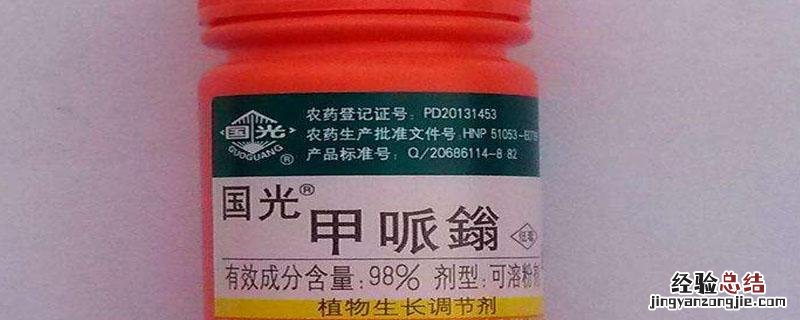 农药登记证号: PD20131453
国光 农药生产批准文件号: HNP
GUOGUANG ® 产品标准号: Q/20686114-8 82
国光®
甲哌鎓 低毒
有效成分含量: 98% 剂型: 可溶粉剂
植物生长调节剂
经验总结
jingyanzongjie.com